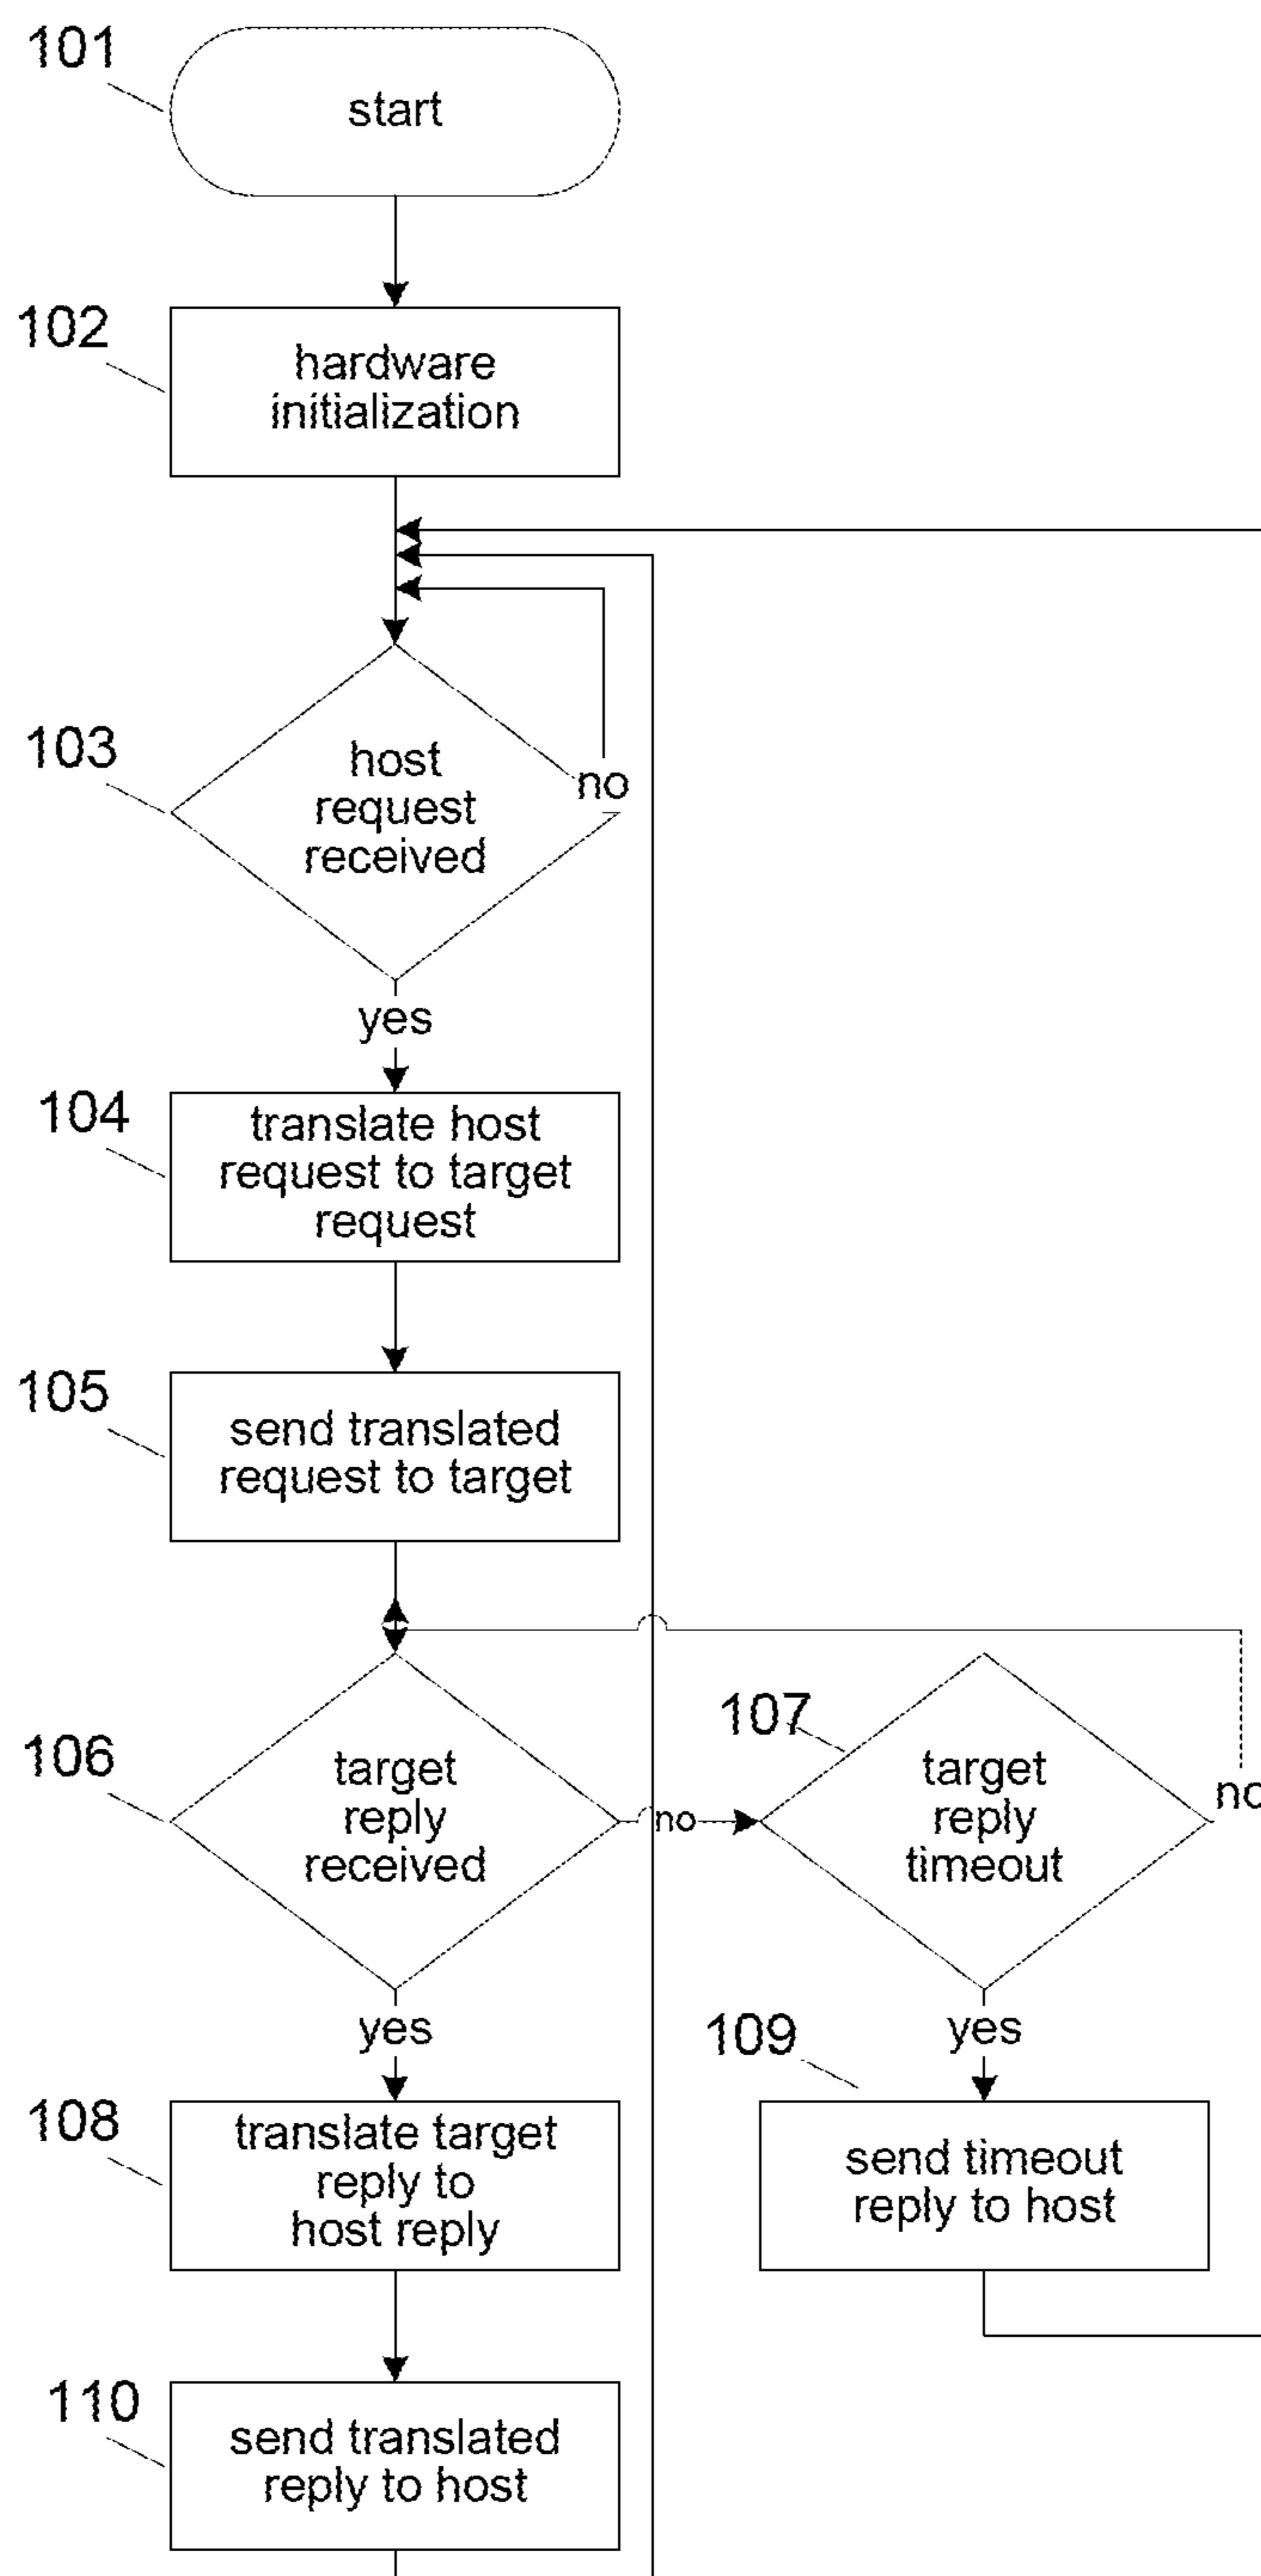 101
start
102
hardware
initialization
103
host
request
received
no
yes
104
translate host
request to target
request
105
send translated
request to target
106
target
reply
received
no
107
target
reply
timeout
no
yes
yes
108
translate target
reply to
host reply
109
send timeout
reply to host
110
send translated
reply to host